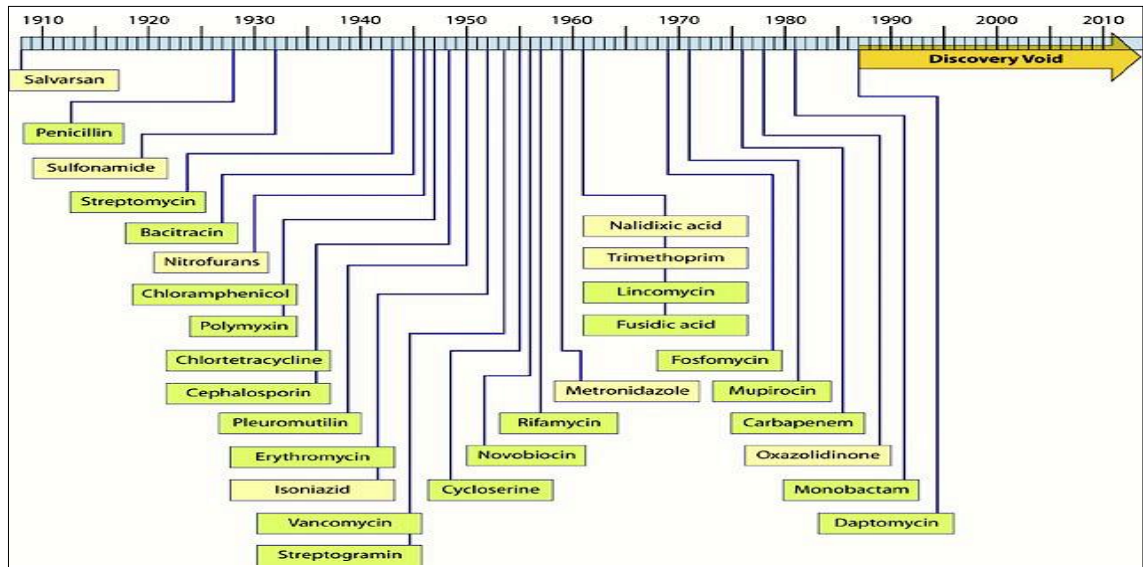 1910 1920 1930 1940 1950 1960 1970 1980 1990 2000 2010
Discovery Void
Salvarsan
Penicillin
Sulfonamide
Streptomycin
Bacitracin
Nitrofurans
Chloramphenicol
Polymyxin
Chlortetracycline
Cephalosporin
Pleuromutilin
Erythromycin
Isoniazid
Vancomycin
Streptogramin
Cycloserine
Novobiocin
Rifamycin
Metronidazole
Nalidixic acid
Trimethoprim
Lincomycin
Fusidic acid
Fosfomycin
Mupirocin
Carbapenem
Oxazolidinone
Monobactam
Daptomycin